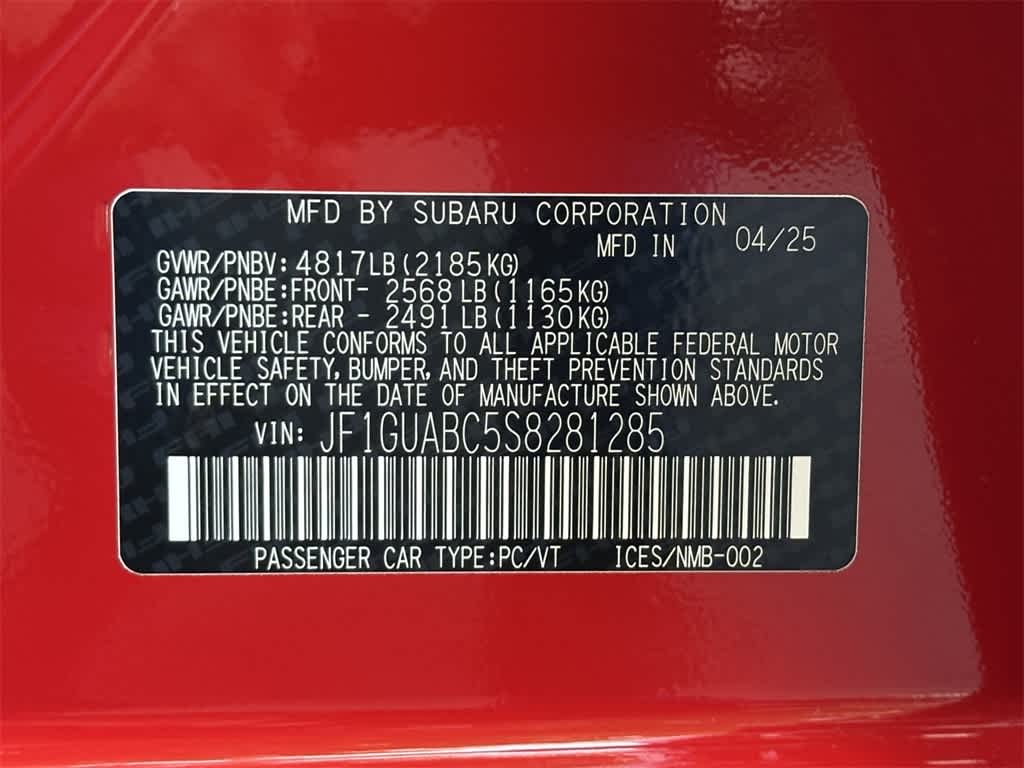 MFD BY SUBARU CORPORATION
MFD IN 04/25
GVWR/PNBV: 4817LB(2185KG)
GAWR/PNBE:FRONT- 2568 LB(1165KG)
GAWR/PNBE:REAR - 2491 LB(1130KG)
THIS VEHICLE CONFORMS TO ALL APPLICABLE FEDERAL MOTOR
VEHICLE SAFETY, BUMPER, AND THEFT PREVENTION STANDARDS
IN EFFECT ON THE DATE OF MANUFACTURE SHOWN ABOVE.
VIN: JF1GUABC5S8281285
PASSENGER CAR TYPE:PC/VT ICES/NMB-002